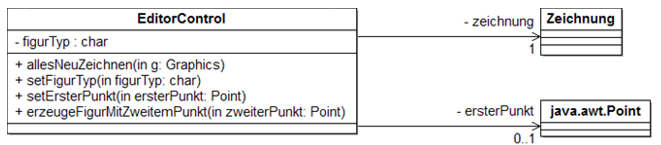 EditorControl
- figurTyp : char
+ allesNeuZeichnen(in g: Graphics)
+ setFigurTyp(in figurTyp: char)
+ setErsterPunkt(in ersterPunkt: Point)
+ erzeugeFigurMitZweitemPunkt(in zweiterPunkt: Point)
- zeichnung
1
Zeichnung
- ersterPunkt
0..1
java.awt.Point